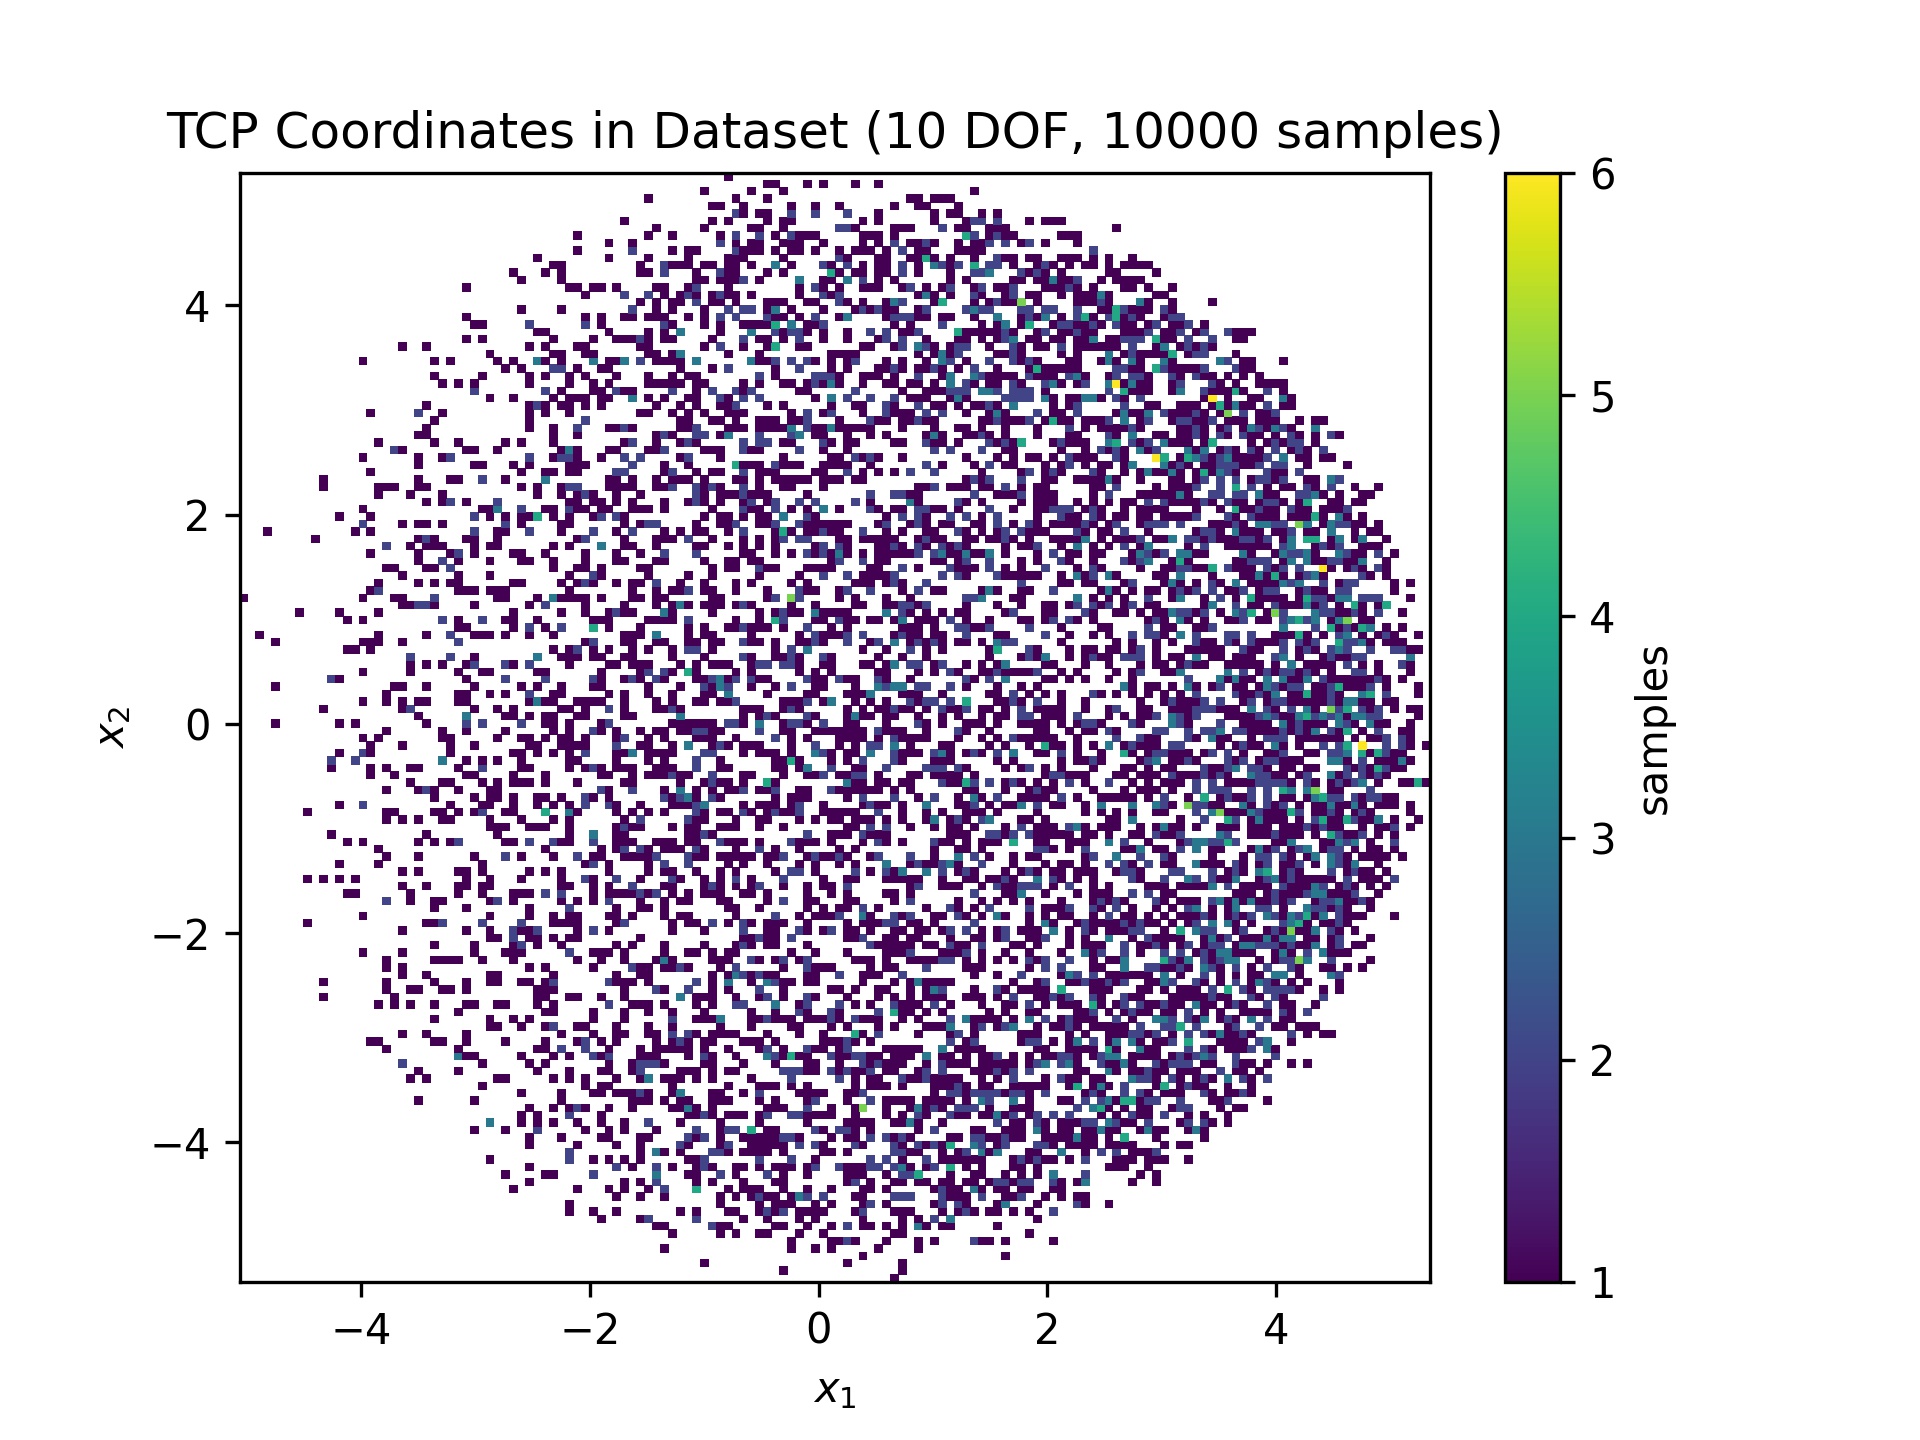 TCP Coordinates in Dataset (10 DOF, 10000 samples)
6
5
4
3
2
1
samples
4
2
0
−2
−4
x₂
−4 −2 0 2 4
x₁